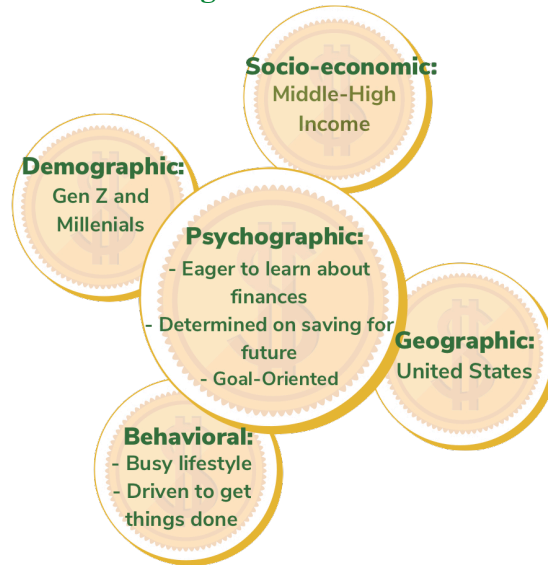 Socio-economic:
Middle-High
Income
Demographic:
Gen Z and
Millenials
Psychographic:
- Eager to learn about
finances
- Determined on saving for
future
- Goal-Oriented
Geographic:
United States
Behavioral:
- Busy lifestyle
- Driven to get
things done